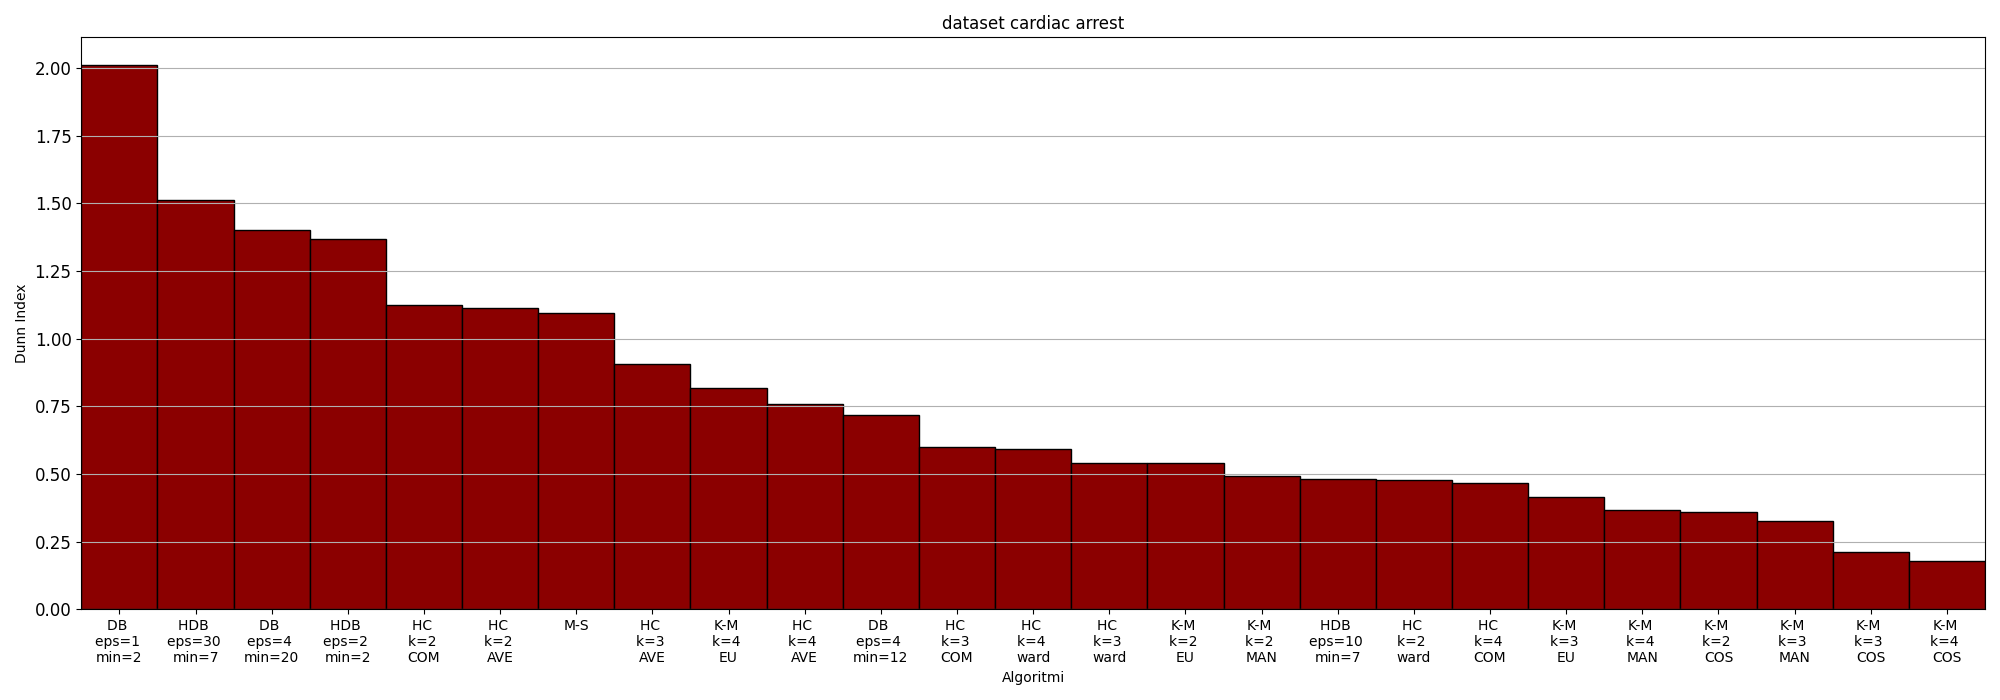 dataset cardiac arrest
Dunn Index
2.00
1.75
1.50
1.25
1.00
0.75
0.50
0.25
0.00
DB
eps=1
min=2
HDB
eps=30
min=7
DB
eps=4
min=20
HDB
eps=2
min=2
HC
k=2
COM
HC
k=2
AVE
M-S
HC
k=3
AVE
K-M
k=4
EU
HC
k=4
AVE
DB
eps=4
min=12
HC
k=3
COM
HC
k=4
ward
HC
k=3
ward
K-M
k=2
EU
K-M
k=2
MAN
HDB
eps=10
min=7
HC
k=2
ward
HC
k=4
COM
K-M
k=3
EU
K-M
k=4
MAN
K-M
k=2
COS
K-M
k=3
MAN
K-M
k=3
COS
K-M
k=4
COS
Algoritmi